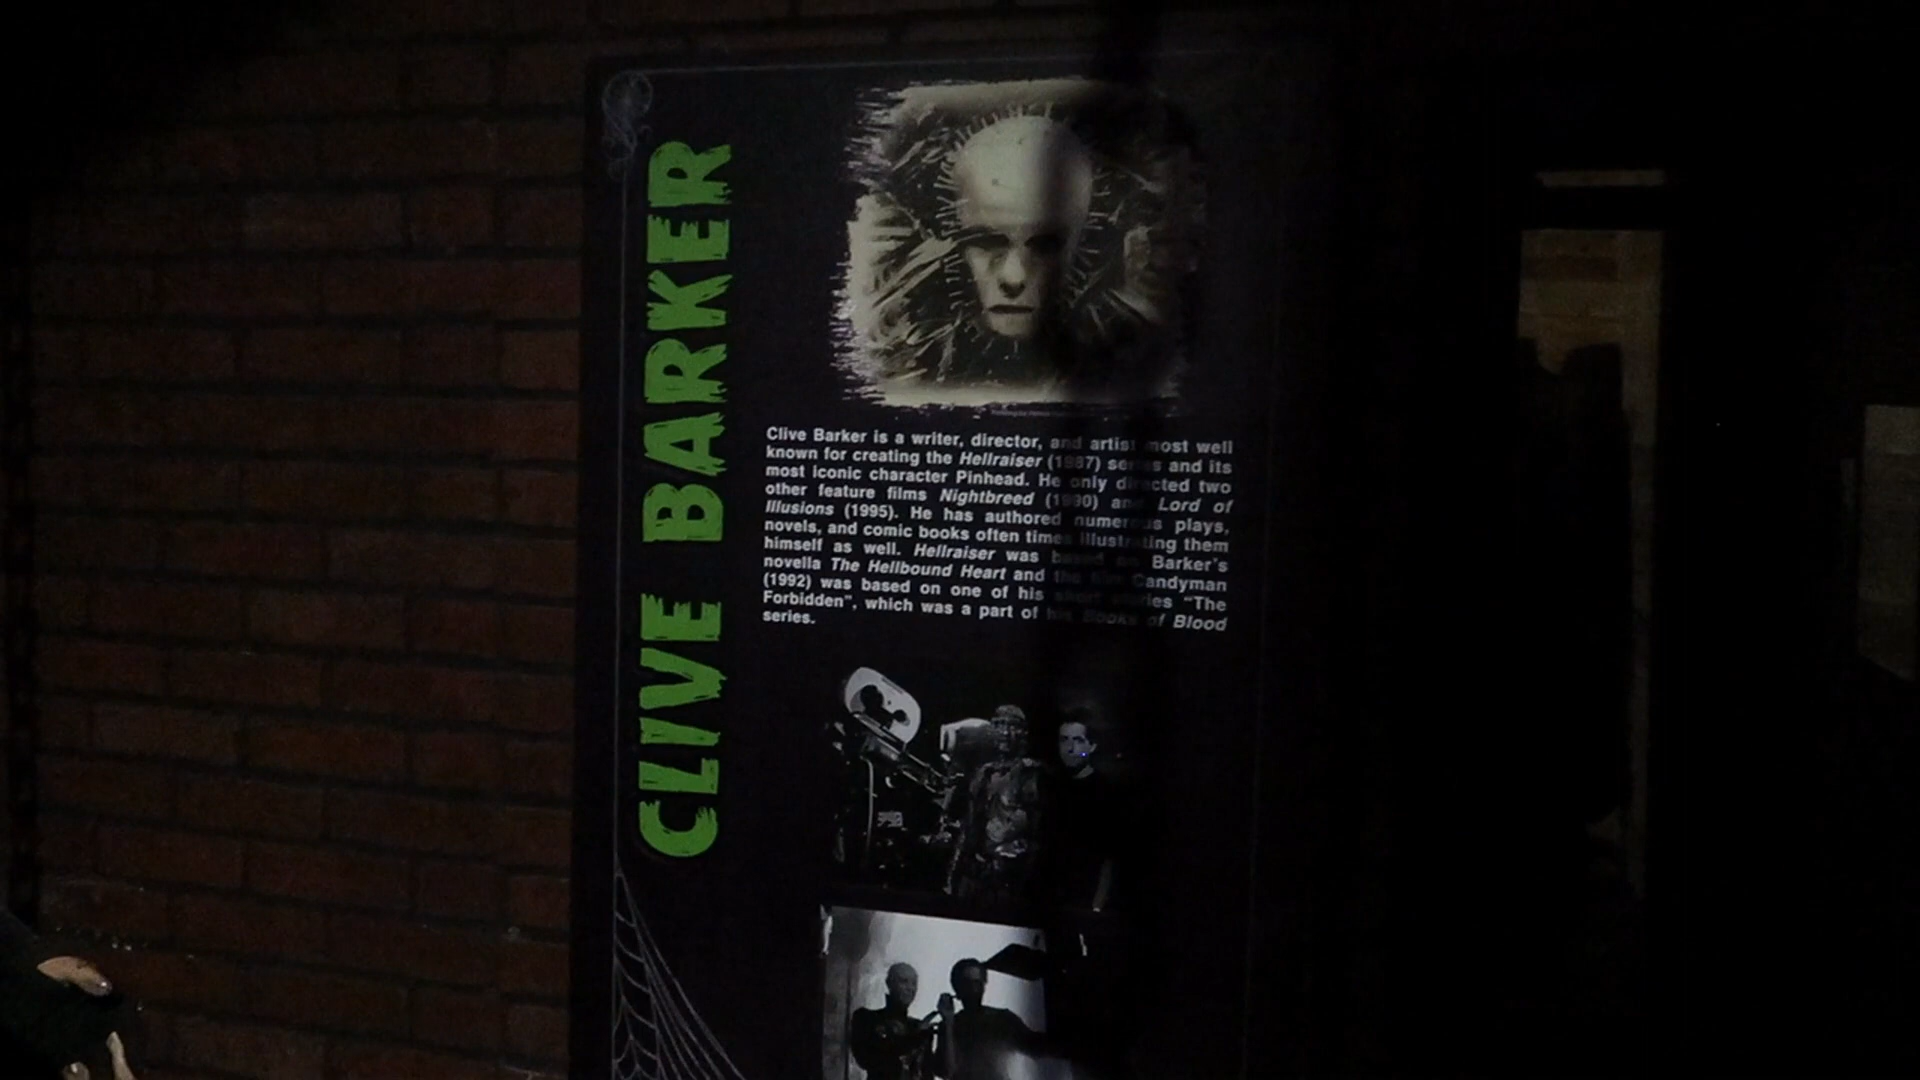 CLIVE BARKER
Clive Barker is a writer, director, and artist most well
known for creating the Hellraiser (1987) series and its
most iconic character Pinhead. He only directed two
other feature films Nightbreed (1990) and Lord of
Illusions (1995). He has authored numerous plays,
novels, and comic books often times illustrating them
himself as well. Hellraiser was based on Barker's
novella The Hellbound Heart and the film Candyman
(1992) was based on one of his short stories "The
Forbidden", which was a part of his Books of Blood
series.